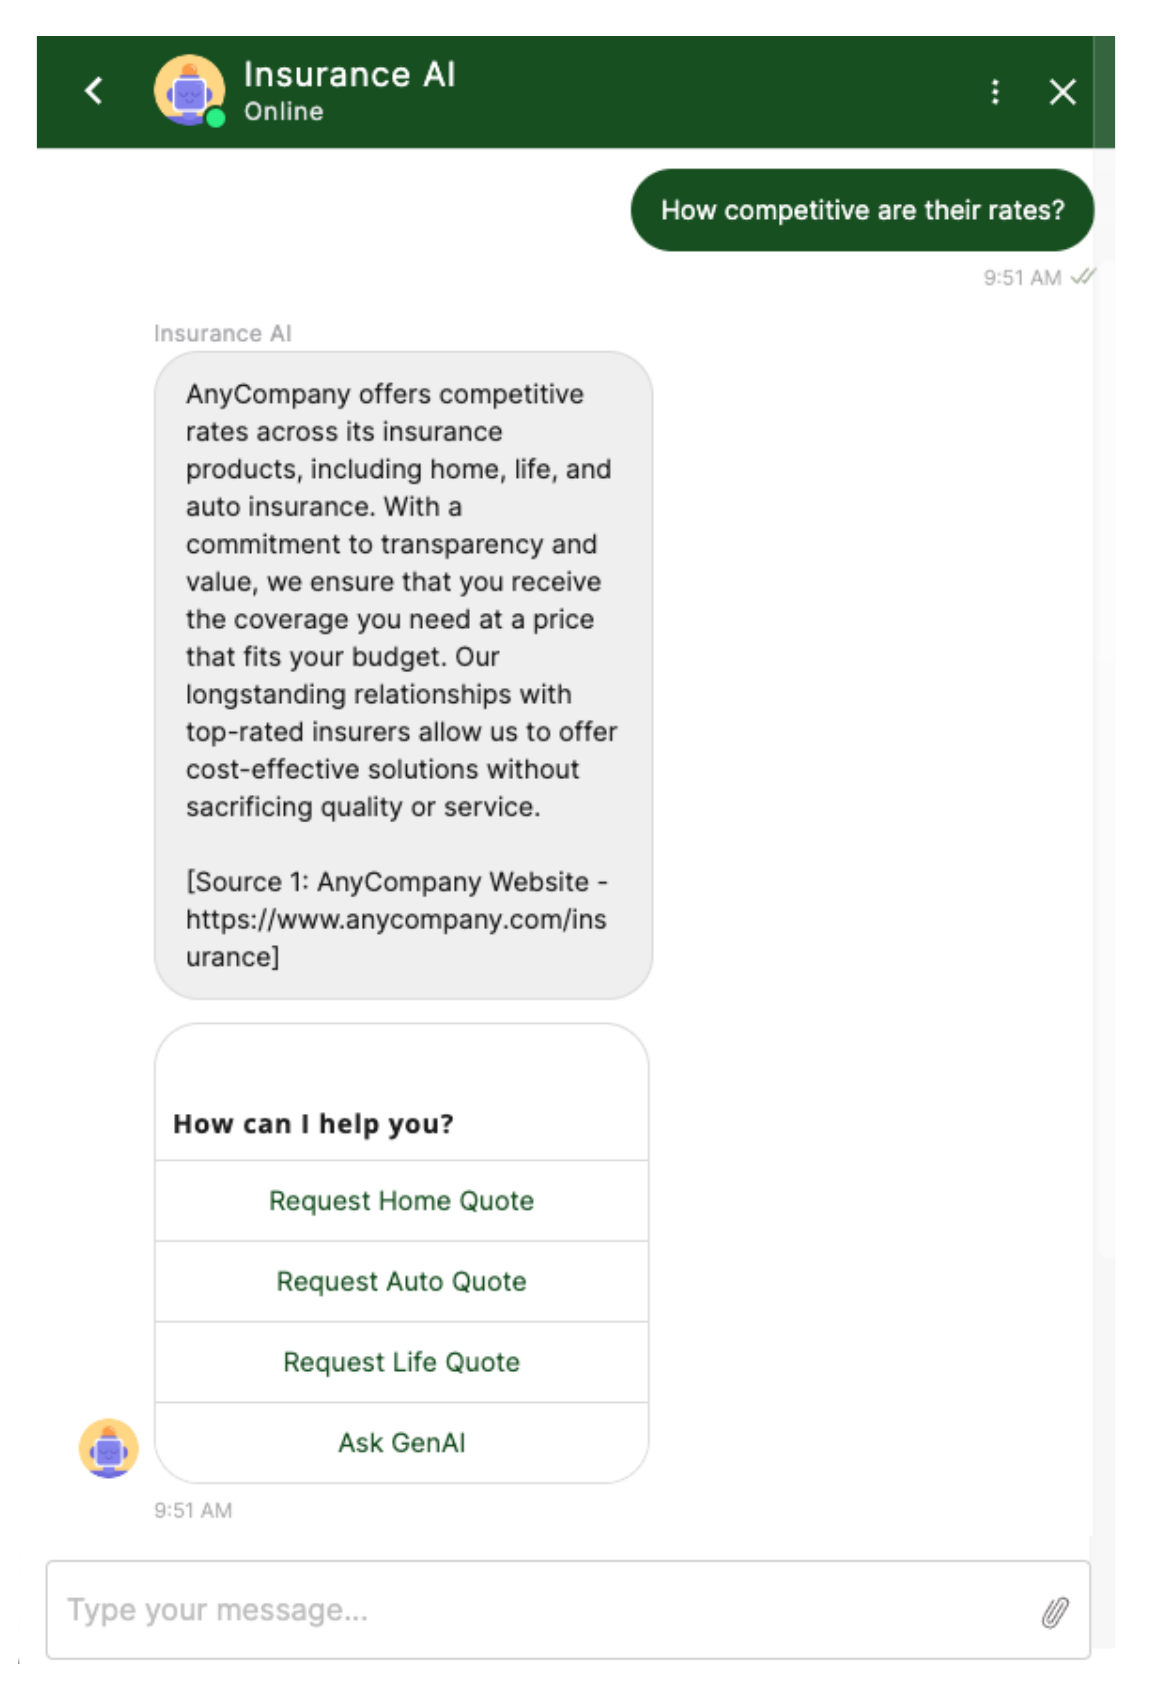 Insurance AI
Online
How competitive are their rates?
9:51 AM
Insurance AI
AnyCompany offers competitive
rates across its insurance
products, including home, life, and
auto insurance. With a
commitment to transparency and
value, we ensure that you receive
the coverage you need at a price
that fits your budget. Our
longstanding relationships with
top-rated insurers allow us to offer
cost-effective solutions without
sacrificing quality or service.
[Source 1: AnyCompany Website -
https://www.anycompany.com/ins
urance]
How can I help you?
Request Home Quote
Request Auto Quote
Request Life Quote
Ask GenAI
9:51 AM
Type your message...